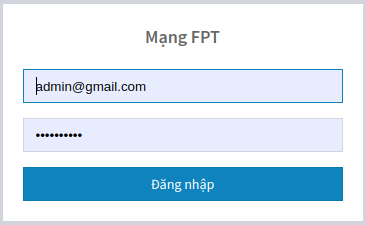 Mạng FPT
admin@gmail.com
••••••••••
Đăng nhập